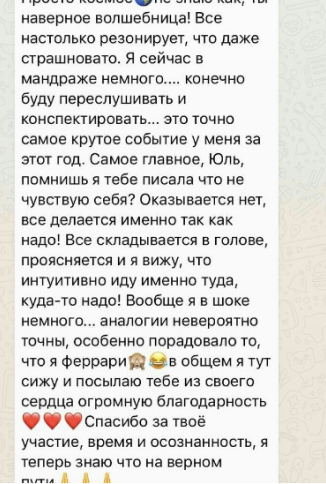 Просто космос🌍не знаю как, ты
наверное волшебница! Все
настолько резонирует, что даже
страшновато. Я сейчас в
мандраже немного.... конечно
буду переслушивать и
конспектировать... это точно
самое крутое событие у меня за
этот год. Самое главное, Юль,
помнишь я тебе писала что не
чувствую себя? Оказывается нет,
все делается именно так как
надо! Все складывается в голове,
проясняется и я вижу, что
интуитивно иду именно туда,
куда-то надо! Вообще я в шоке
немного... аналогии невероятно
точны, особенно порадовало то,
что я феррари🙈😂в общем я тут
сижу и посылаю тебе из своего
сердца огромную благодарность
❤️❤️❤️Спасибо за твоё
участие, время и осознанность, я
теперь знаю что на верном
пути🙏🙏🙏